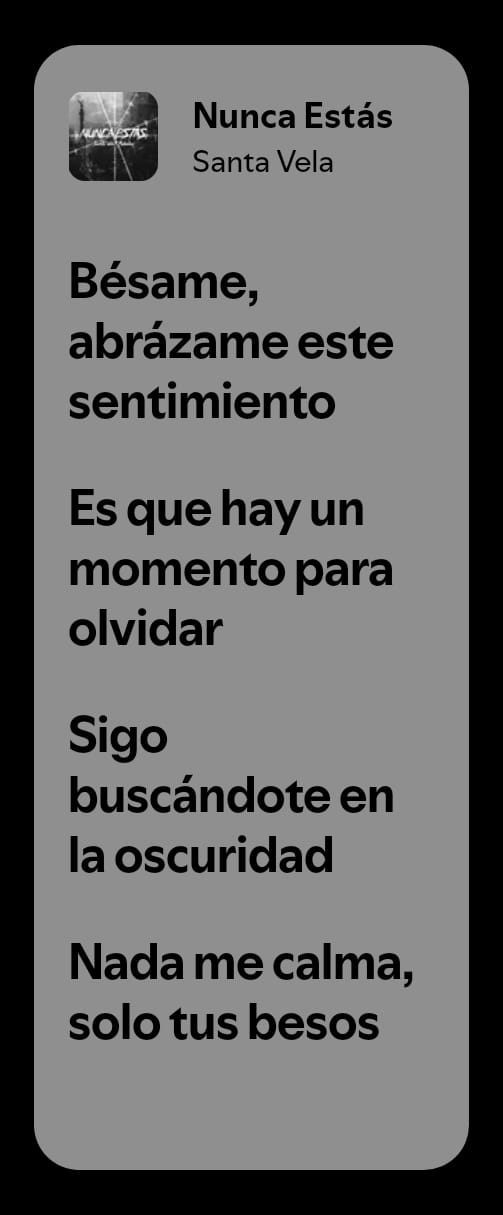 NUNCA ESTÁS
Nunca Estás
Santa Vela
Bésame,
abrázame este
sentimiento
Es que hay un
momento para
olvidar
Sigo
buscándote en
la oscuridad
Nada me calma,
solo tus besos